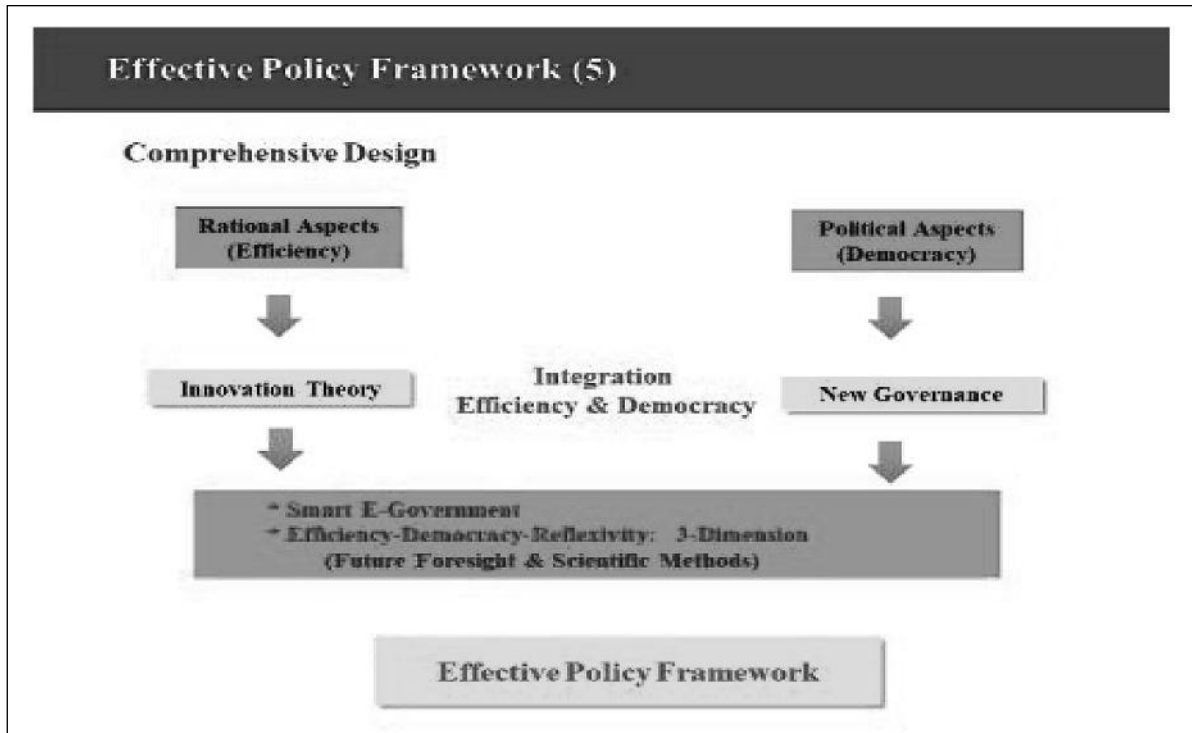 Effective Policy Framework (5)
Comprehensive Design
Rational Aspects
(Efficiency)
Political Aspects
(Democracy)
Innovation Theory
Integration
Efficiency & Democracy
New Governance
* Smart E-Government
* Efficiency-Democracy-Reflexivity: 3-Dimension
(Future Foresight & Scientific Methods)
Effective Policy Framework